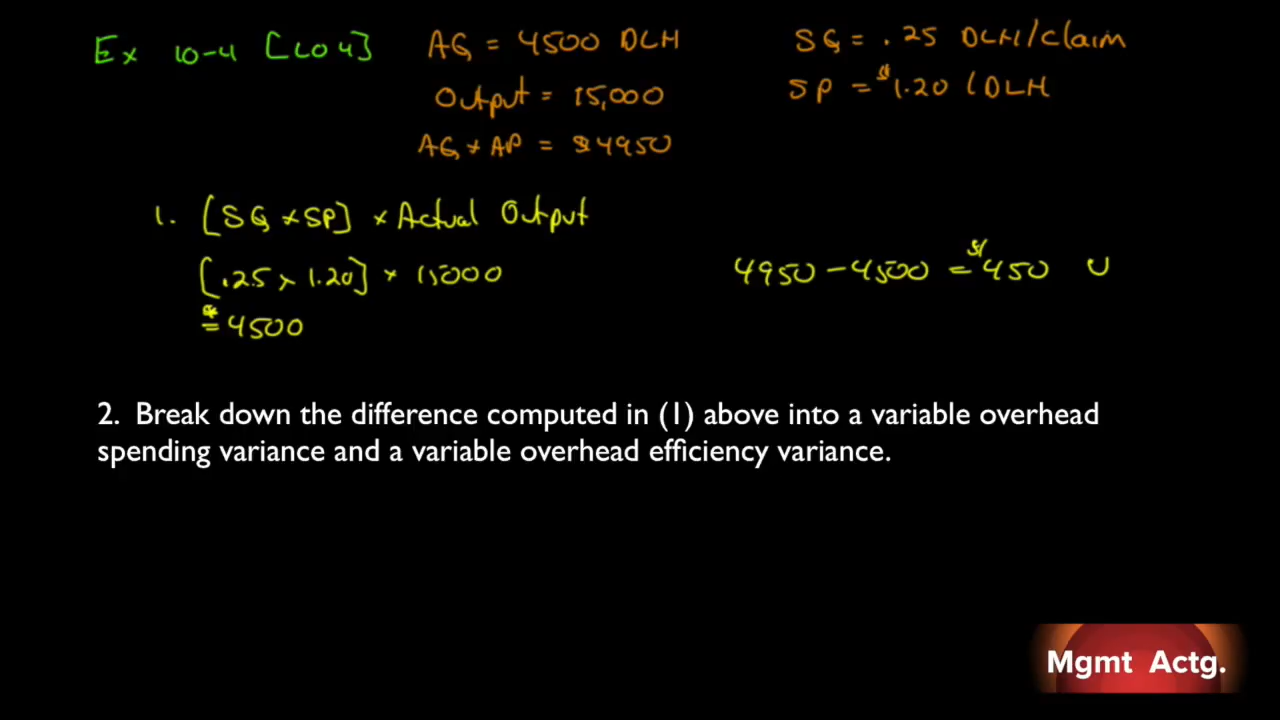 Ex 10-4 [LO4] AQ = 4500 DLH SQ = .25 DLH/claim
Output = 15,000 SP = $1.20 / DLH
AQ x AP = $4950
1. [SQ x SP] x Actual Output
[.25 x 1.20] x 15000 4950 - 4500 = $450 U
= $4500
2. Break down the difference computed in (1) above into a variable overhead
spending variance and a variable overhead efficiency variance.
Mgmt Actg.